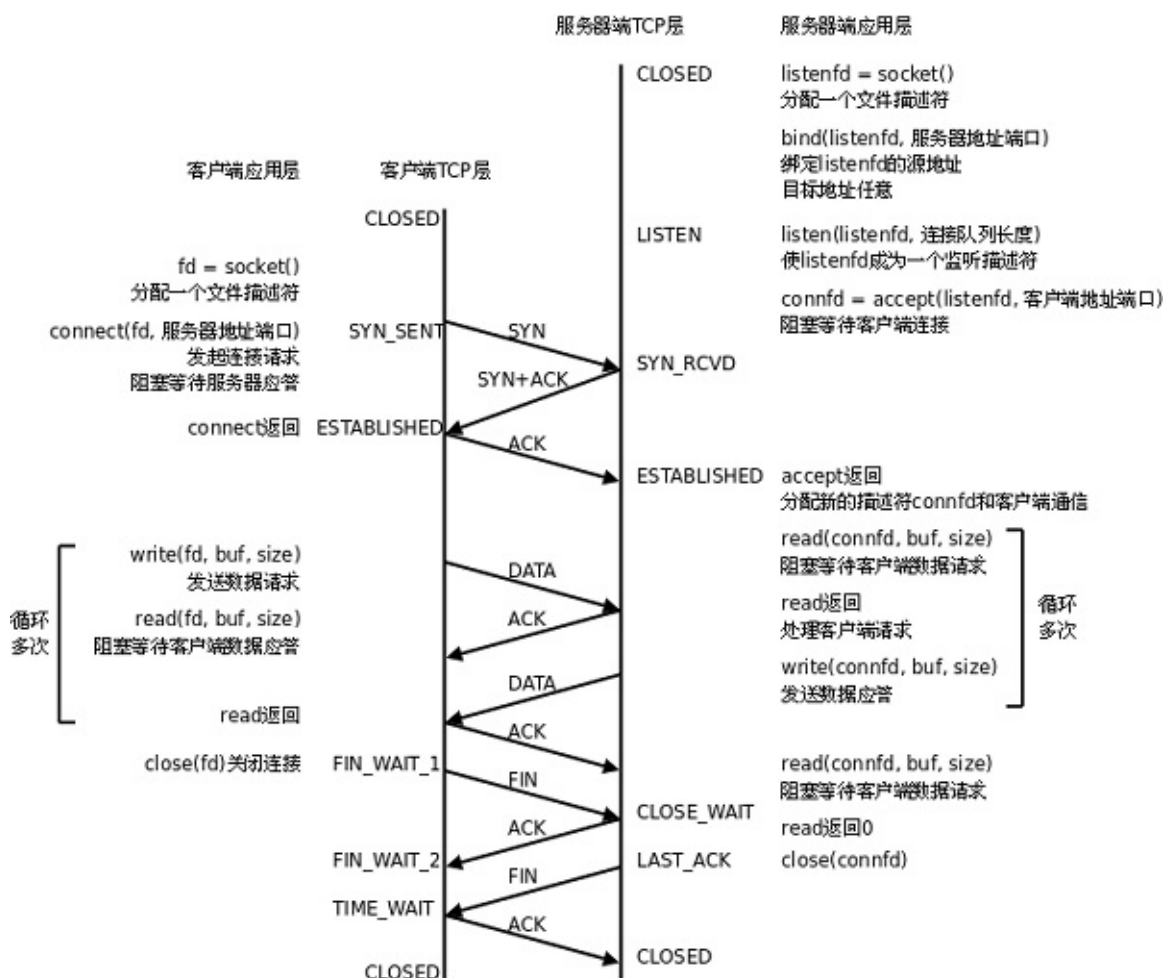 服务器端TCP层
服务器端应用层
CLOSED
listenfd = socket()
分配一个文件描述符
bind(listenfd, 服务器地址端口)
绑定listenfd的源地址
目标地址任意
客户端应用层
客户端TCP层
CLOSED
LISTEN
listen(listenfd, 连接队列长度)
使listenfd成为一个监听描述符
fd = socket()
分配一个文件描述符
connfd = accept(listenfd, 客户端地址端口)
阻塞等待客户端连接
connect(fd, 服务器地址端口)
发起连接请求
阻塞等待服务器应答
SYN_SENT
SYN
SYN_RCVD
SYN+ACK
connect返回
ESTABLISHED
ACK
ESTABLISHED
accept返回
分配新的描述符connfd和客户端通信
循环
多次
write(fd, buf, size)
发送数据请求
DATA
read(connfd, buf, size)
阻塞等待客户端数据请求
read(fd, buf, size)
阻塞等待客户端数据应答
ACK
read返回
处理客户端请求
循环
多次
DATA
write(connfd, buf, size)
发送数据应答
read返回
ACK
close(fd)关闭连接
FIN_WAIT_1
FIN
read(connfd, buf, size)
阻塞等待客户端数据请求
CLOSE_WAIT
read返回0
ACK
FIN_WAIT_2
LAST_ACK
close(connfd)
FIN
TIME_WAIT
ACK
CLOSED
CLOSED